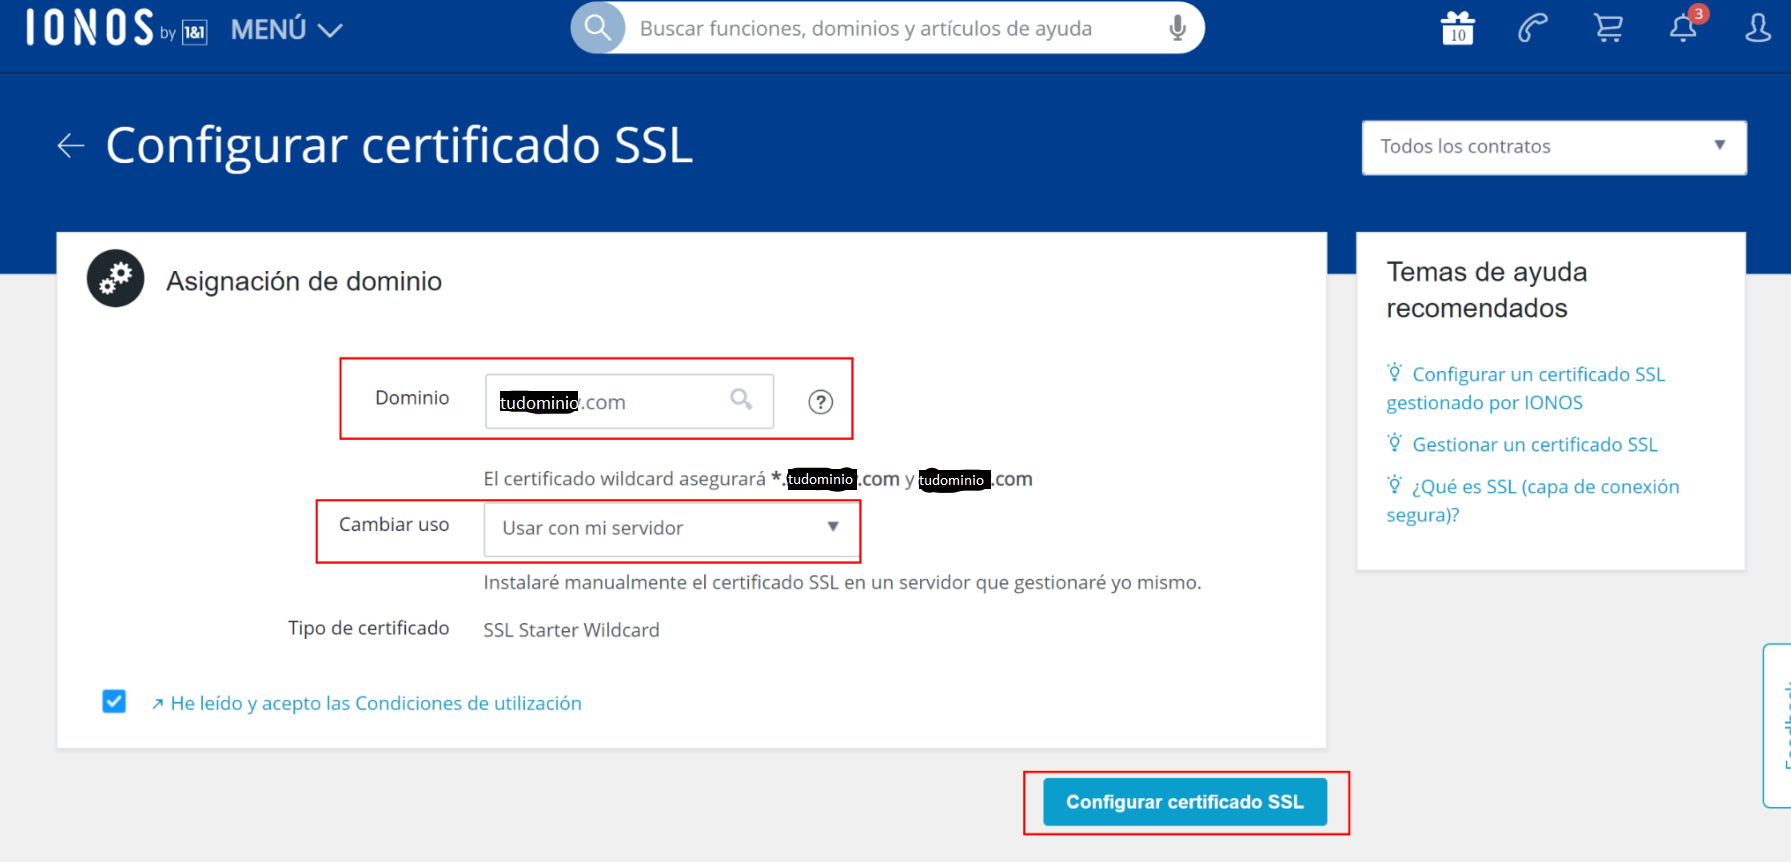 IONOS by 1&1 MENÚ
Buscar funciones, dominios y artículos de ayuda
10
3
Configurar certificado SSL
Todos los contratos
Asignación de dominio
Dominio
tudominio.com
?
El certificado wildcard asegurará *.tudominio.com y tudominio.com
Cambiar uso
Usar con mi servidor
Instalaré manualmente el certificado SSL en un servidor que gestionaré yo mismo.
Tipo de certificado
SSL Starter Wildcard
He leído y acepto las Condiciones de utilización
Configurar certificado SSL
Temas de ayuda
recomendados
Configurar un certificado SSL
gestionado por IONOS
Gestionar un certificado SSL
¿Qué es SSL (capa de conexión
segura)?